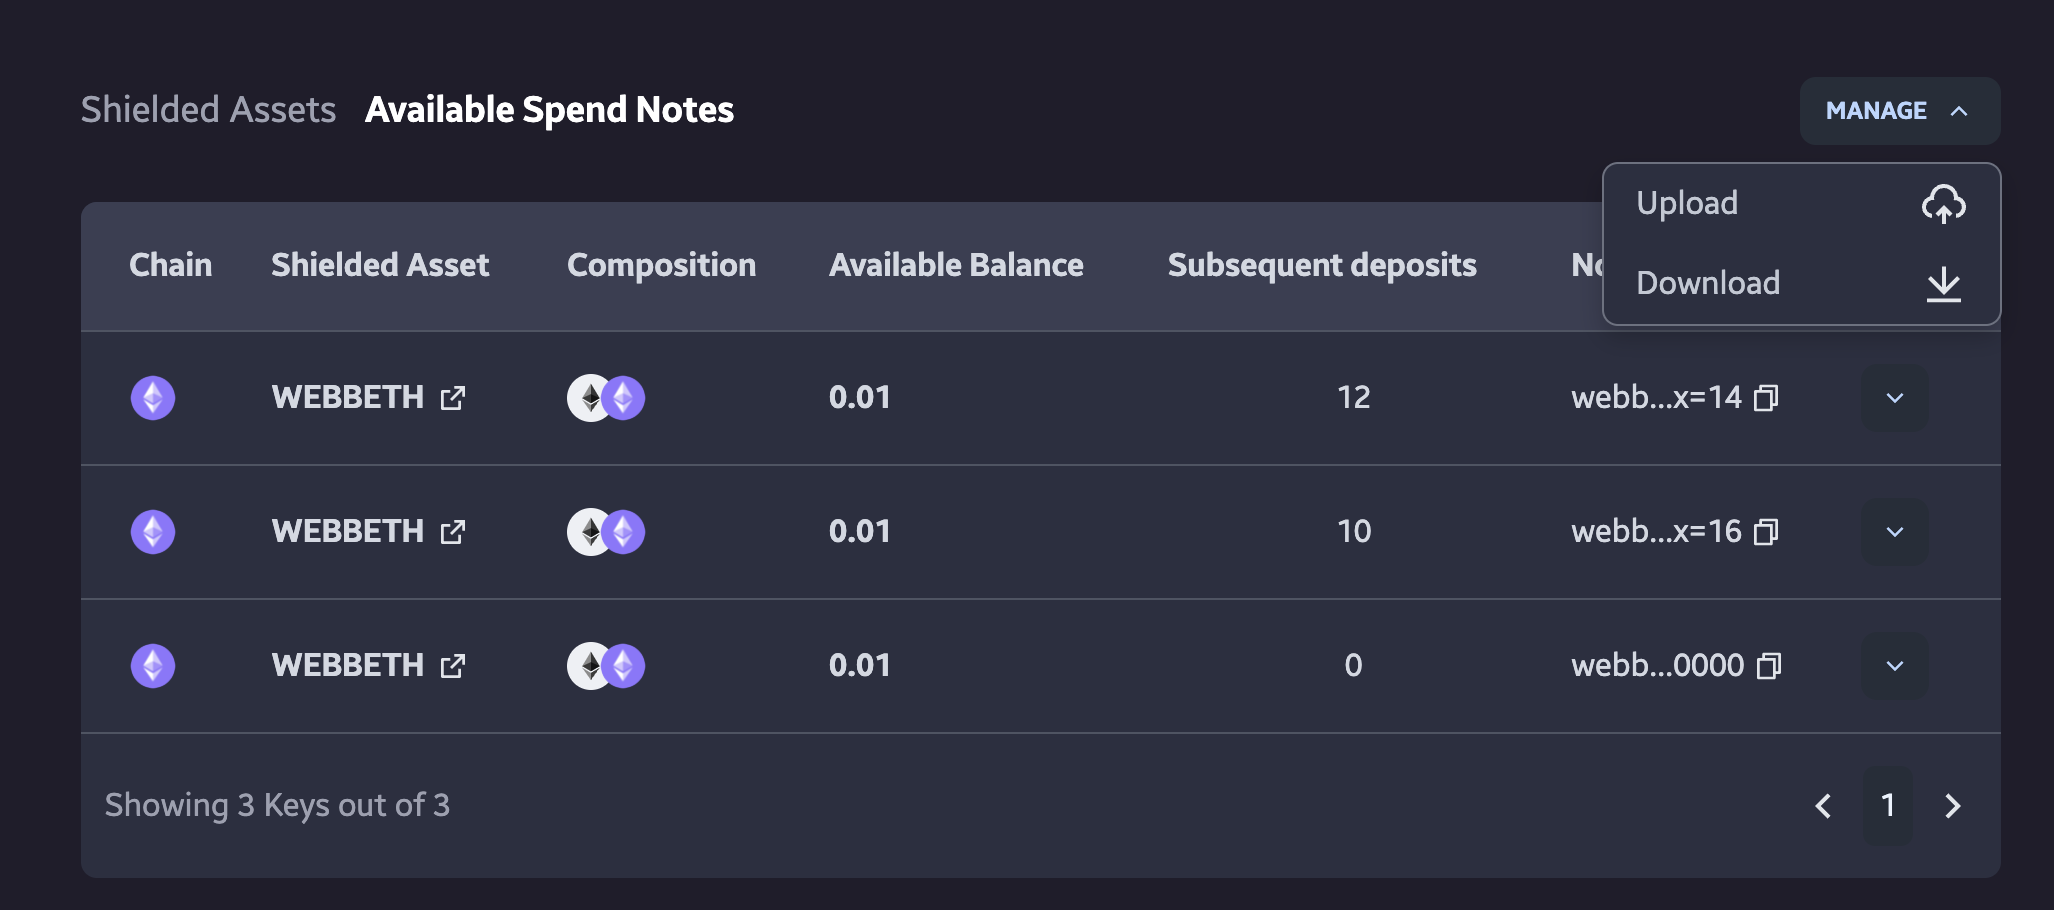 Shielded Assets Available Spend Notes MANAGE
Upload
Download
Chain Shielded Asset Composition Available Balance Subsequent deposits
WEBBETH 0.01 12 webb...x=14
WEBBETH 0.01 10 webb...x=16
WEBBETH 0.01 0 webb...0000
Showing 3 Keys out of 3 1